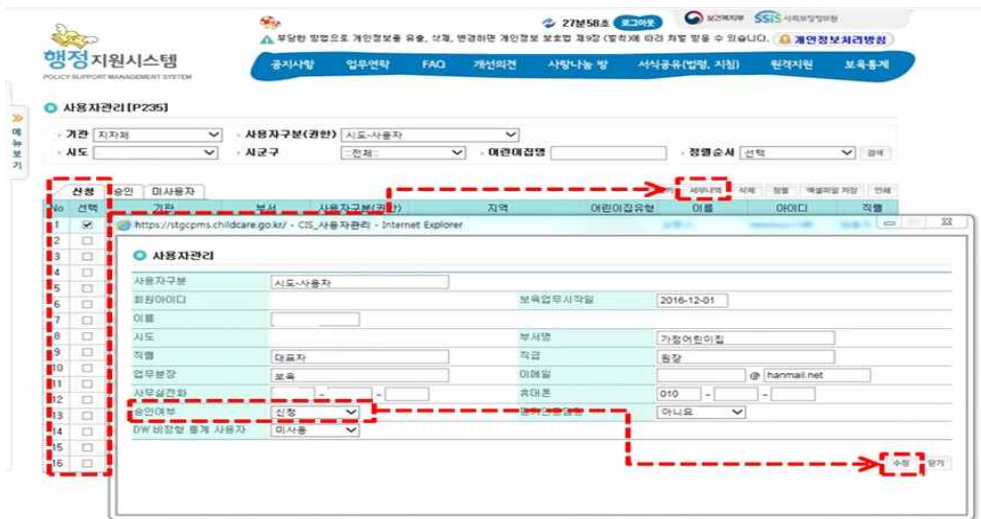 27분58초 로그아웃 보건복지부 SSiS 사회보장정보원
부당한 방법으로 개인정보를 유출, 삭제, 변경하면 개인정보 보호법 제9장 (벌칙)에 따라 처벌 받을 수 있습니다. 개인정보처리방침
행정지원시스템
POLICY SUPPORT MANAGEMENT SYSTEM
공지사항 업무연락 FAQ 개선의견 사랑나눔 방 서식공유(법령, 지침) 원격지원 보육통계
사용자관리 [P235]
메뉴보기
기관 지자체 사용자구분(권한) 시도-사용자
시도 시군구 ::전체:: 어린이집명 정렬순서 선택 검색
신청 승인 미사용자 세부내역 삭제 정렬 엑셀파일 저장 인쇄
No 선택 기관 부서 사용자구분(권한) 지역 어린이집유형 이름 아이디 직렬
1 https://stgcpms.childcare.go.kr/ - CIS_사용자관리 - Internet Explorer
2
3 사용자관리
4
5 사용자구분 시도-사용자
6 회원아이디 보육업무시작일 2016-12-01
7 이름
8 시도 부서명 가정어린이집
9 직렬 대표자 직급 원장
10 업무분장 보육 이메일 @ hanmail.net
11
12 사무실전화 - - 휴대폰 010 - -
13 승인여부 신청 아니요
14 DW 비정형 통계 사용자 미사용
15
16 수정 닫기